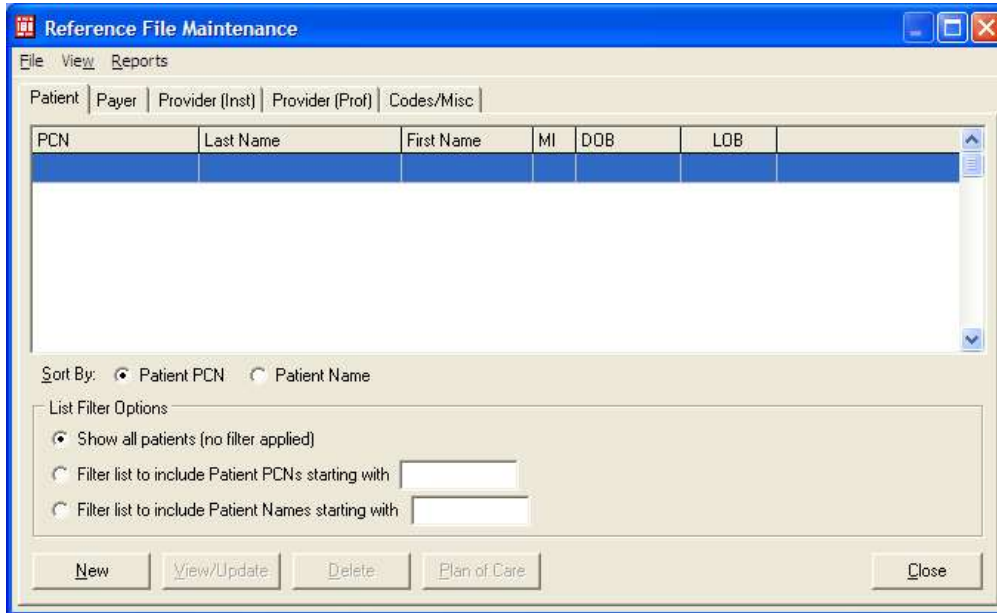 Reference File Maintenance
File View Reports
Patient Payer Provider (Inst) Provider (Prof) Codes/Misc
PCN Last Name First Name MI DOB LOB
Sort By: Patient PCN Patient Name
List Filter Options
Show all patients (no filter applied)
Filter list to include Patient PCNs starting with
Filter list to include Patient Names starting with
New View/Update Delete Plan of Care Close